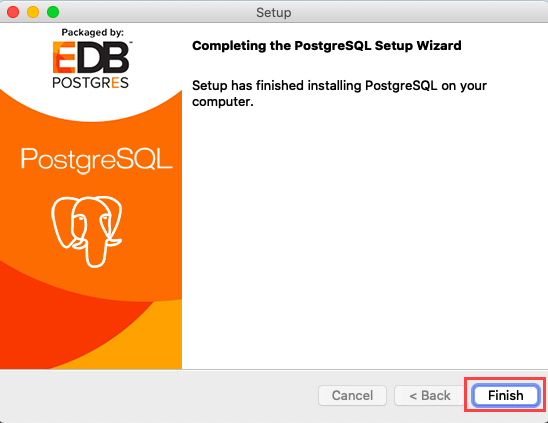 Setup
Packaged by:
EDB
POSTGRES
PostgreSQL
Completing the PostgreSQL Setup Wizard
Setup has finished installing PostgreSQL on your
computer.
Cancel
< Back
Finish